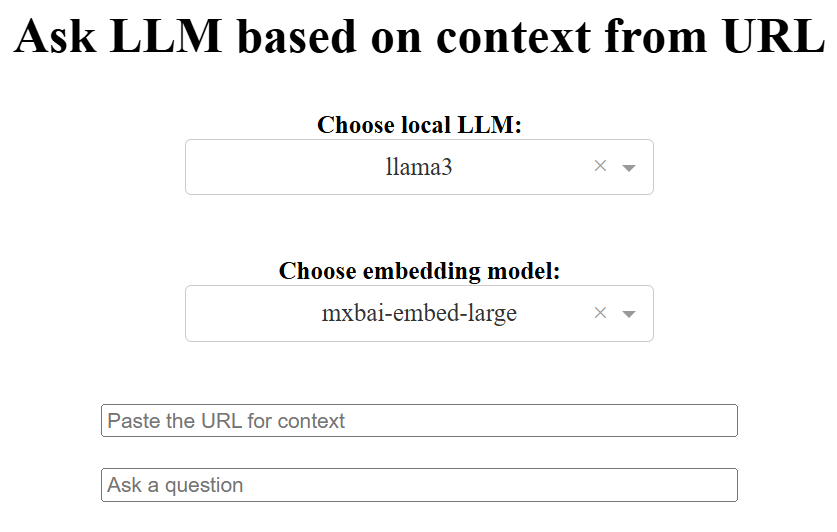 Ask LLM based on context from URL
Choose local LLM:
llama3
Choose embedding model:
mxbai-embed-large
Paste the URL for context
Ask a question